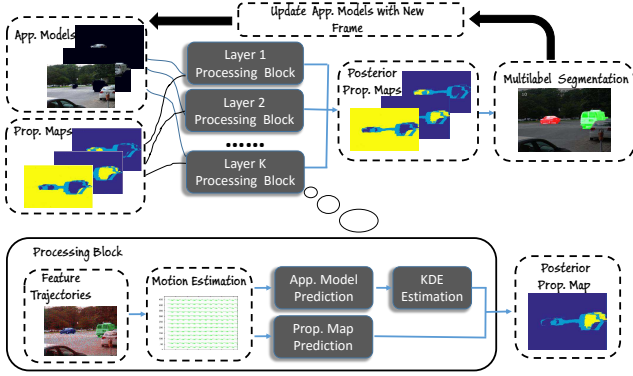 Update App. Models with New
Frame
App. Models
Layer 1
Processing Block
Layer 2
Processing Block
......
Layer K
Processing Block
Prop. Maps
Posterior
Prop. Maps
Multilabel Segmentation
Processing Block
Feature
Trajectories
Motion Estimation
App. Model
Prediction
KDE
Estimation
Prop. Map
Prediction
Posterior
Prop. Map